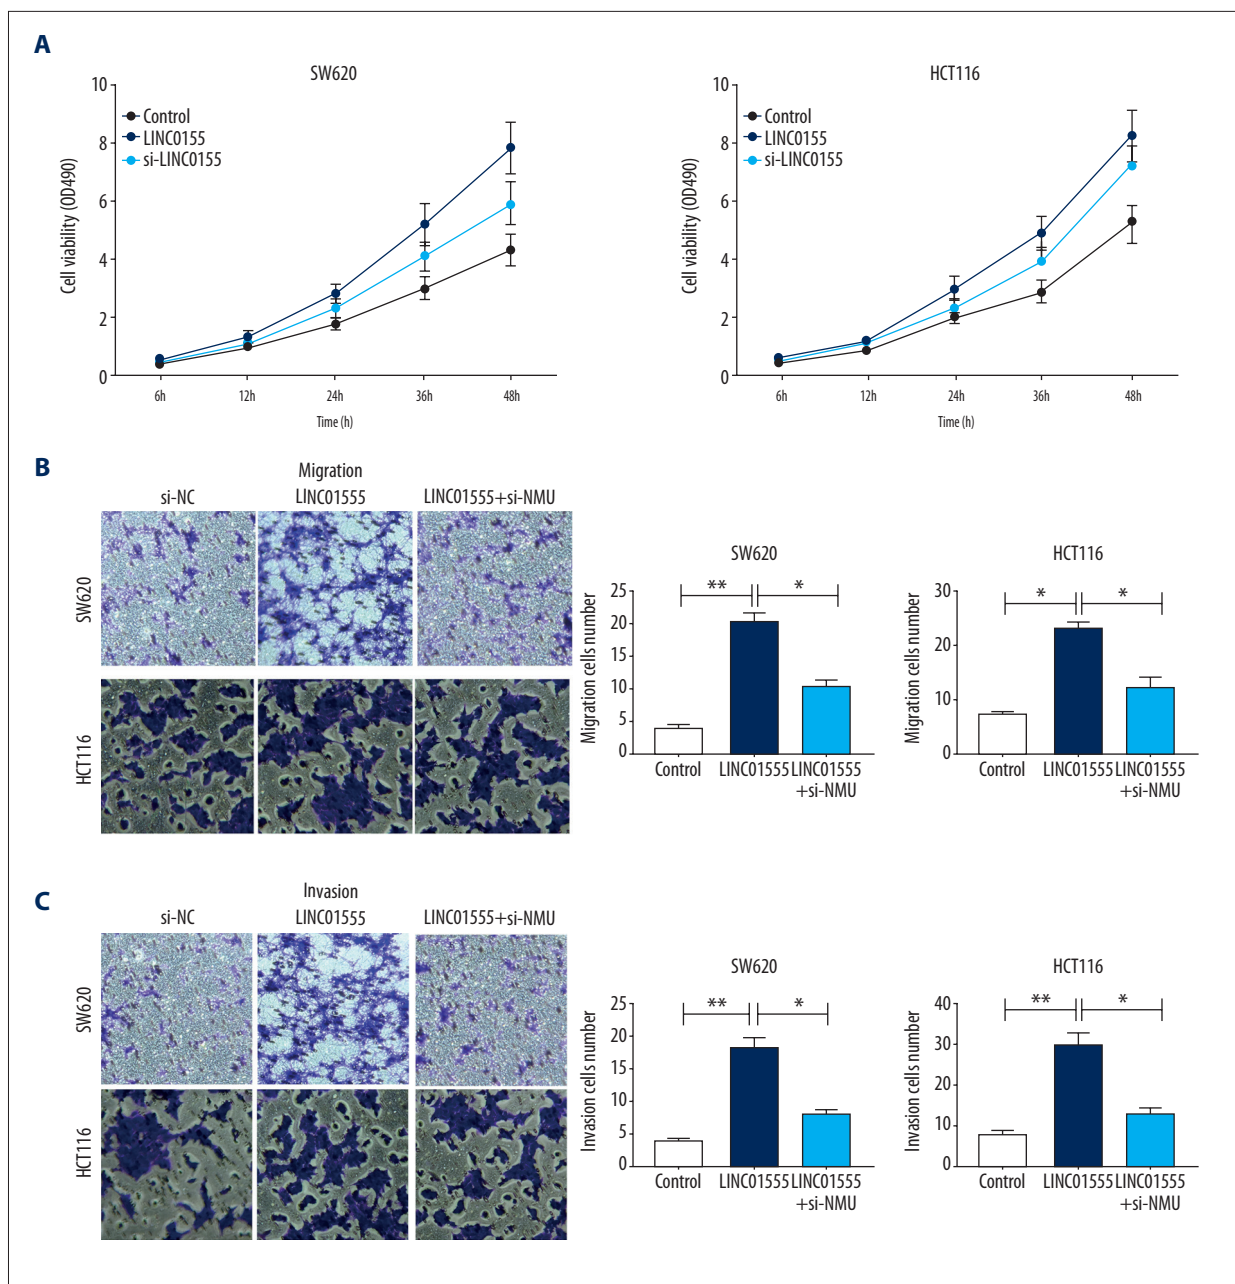 A
SW620
10
8
6
4
2
0
Cell viability (OD490)
Control
LINC0155
si-LINC0155
6h 12h 24h 36h 48h
Time (h)
HCT116
10
8
6
4
2
0
Cell viability (OD490)
Control
LINC0155
si-LINC0155
6h 12h 24h 36h 48h
Time (h)
B
Migration
si-NC LINC01555 LINC01555+si-NMU
SW620
HCT116
SW620
Migration cells number
25
20
15
10
5
0
** *
Control LINC01555 LINC01555
+si-NMU
HCT116
Migration cells number
30
20
10
0
* *
Control LINC01555 LINC01555
+si-NMU
C
Invasion
si-NC LINC01555 LINC01555+si-NMU
SW620
HCT116
SW620
Invasion cells number
25
20
15
10
5
0
** *
Control LINC01555 LINC01555
+si-NMU
HCT116
Invasion cells number
40
30
20
10
0
** *
Control LINC01555 LINC01555
+si-NMU